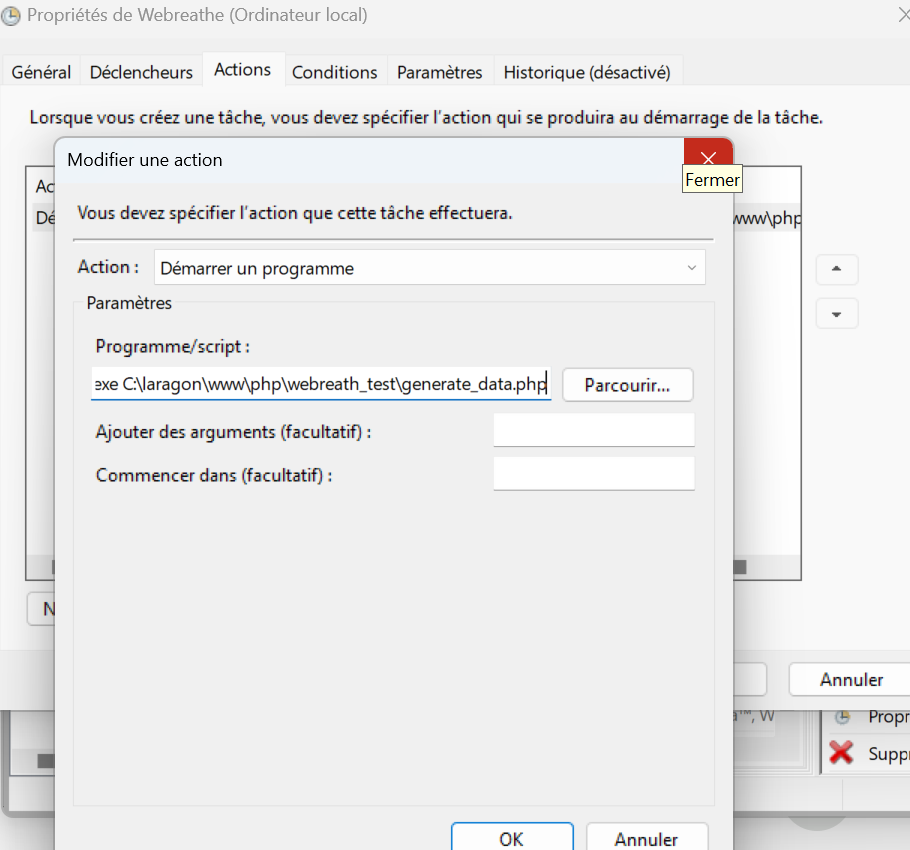 Propriétés de Webreathe (Ordinateur local)
Général Déclencheurs Actions Conditions Paramètres Historique (désactivé)
Lorsque vous créez une tâche, vous devez spécifier l'action qui se produira au démarrage de la tâche.
Modifier une action
Fermer
Ac
Dé
www\php
Vous devez spécifier l'action que cette tâche effectuera.
Action : Démarrer un programme
Paramètres
Programme/script :
exe C:\laragon\www\php\webreath_test\generate_data.php Parcourir...
Ajouter des arguments (facultatif) :
Commencer dans (facultatif) :
N
Annuler
Propr
Suppr
OK Annuler